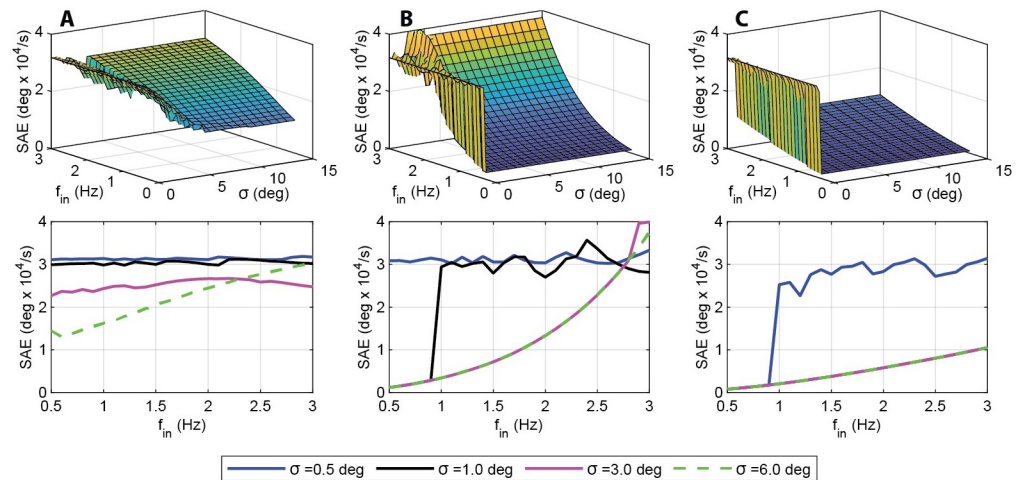 A
B
C
4
2
0
3
2
1
0
0
5
10
15
SAE (deg x 10⁴/s)
f_in (Hz)
σ (deg)
4
2
0
3
2
1
0
0
5
10
15
SAE (deg x 10⁴/s)
f_in (Hz)
σ (deg)
4
2
0
3
2
1
0
0
5
10
15
SAE (deg x 10⁴/s)
f_in (Hz)
σ (deg)
4
3
2
1
0
SAE (deg x 10⁴/s)
0.5 1 1.5 2 2.5 3
f_in (Hz)
4
3
2
1
0
SAE (deg x 10⁴/s)
0.5 1 1.5 2 2.5 3
f_in (Hz)
4
3
2
1
0
SAE (deg x 10⁴/s)
0.5 1 1.5 2 2.5 3
f_in (Hz)
σ =0.5 deg σ =1.0 deg σ =3.0 deg σ =6.0 deg